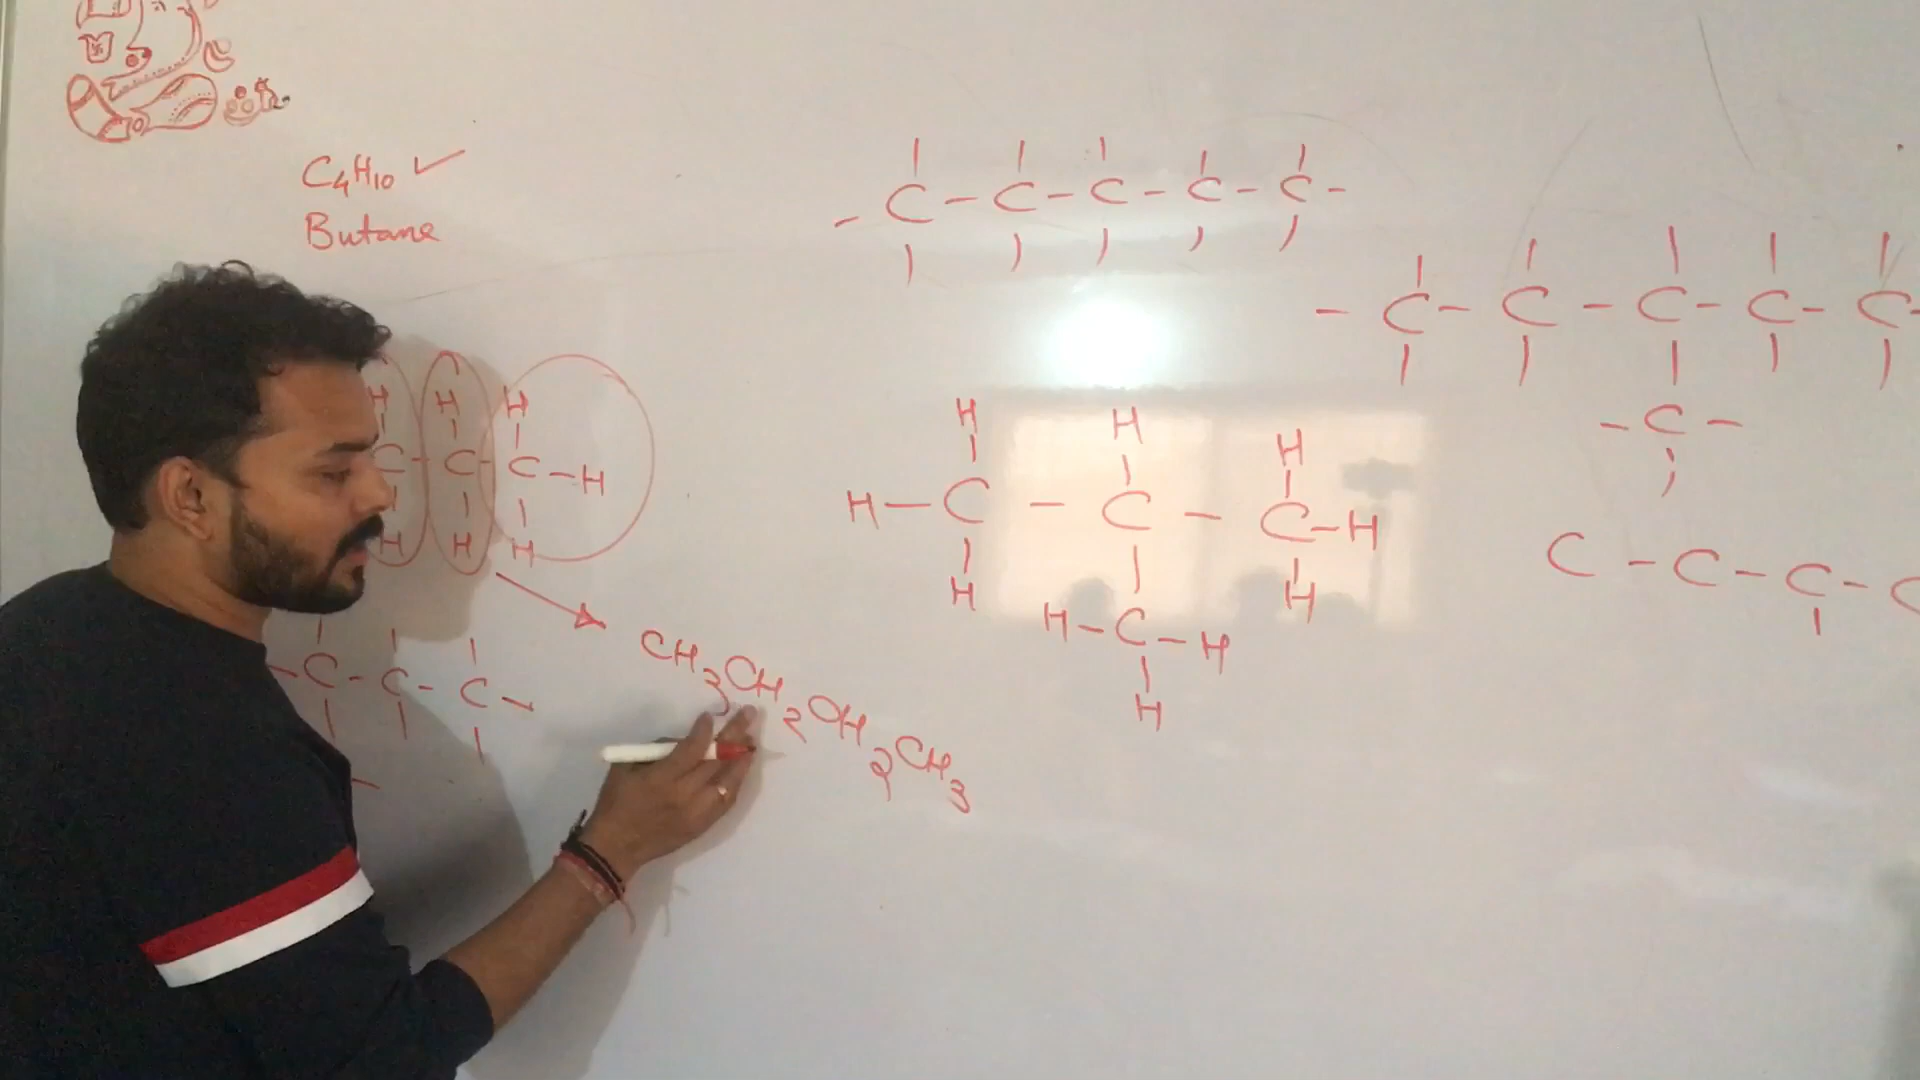 C4H10 ✓
Butane
| | | | |
- C - C - C - C - C -
| | | | |
| | | | |
- C - C - C - C - C -
| | | | |
- C -
|
C - C - C - C
|
H H H
| | |
C - C - C - H
| | |
H H H
H H H
| | |
H - C - C - C - H
| | |
H H
H - C - H
|
H
| | |
- C - C - C -
| | |
CH3CH2CH2CH3